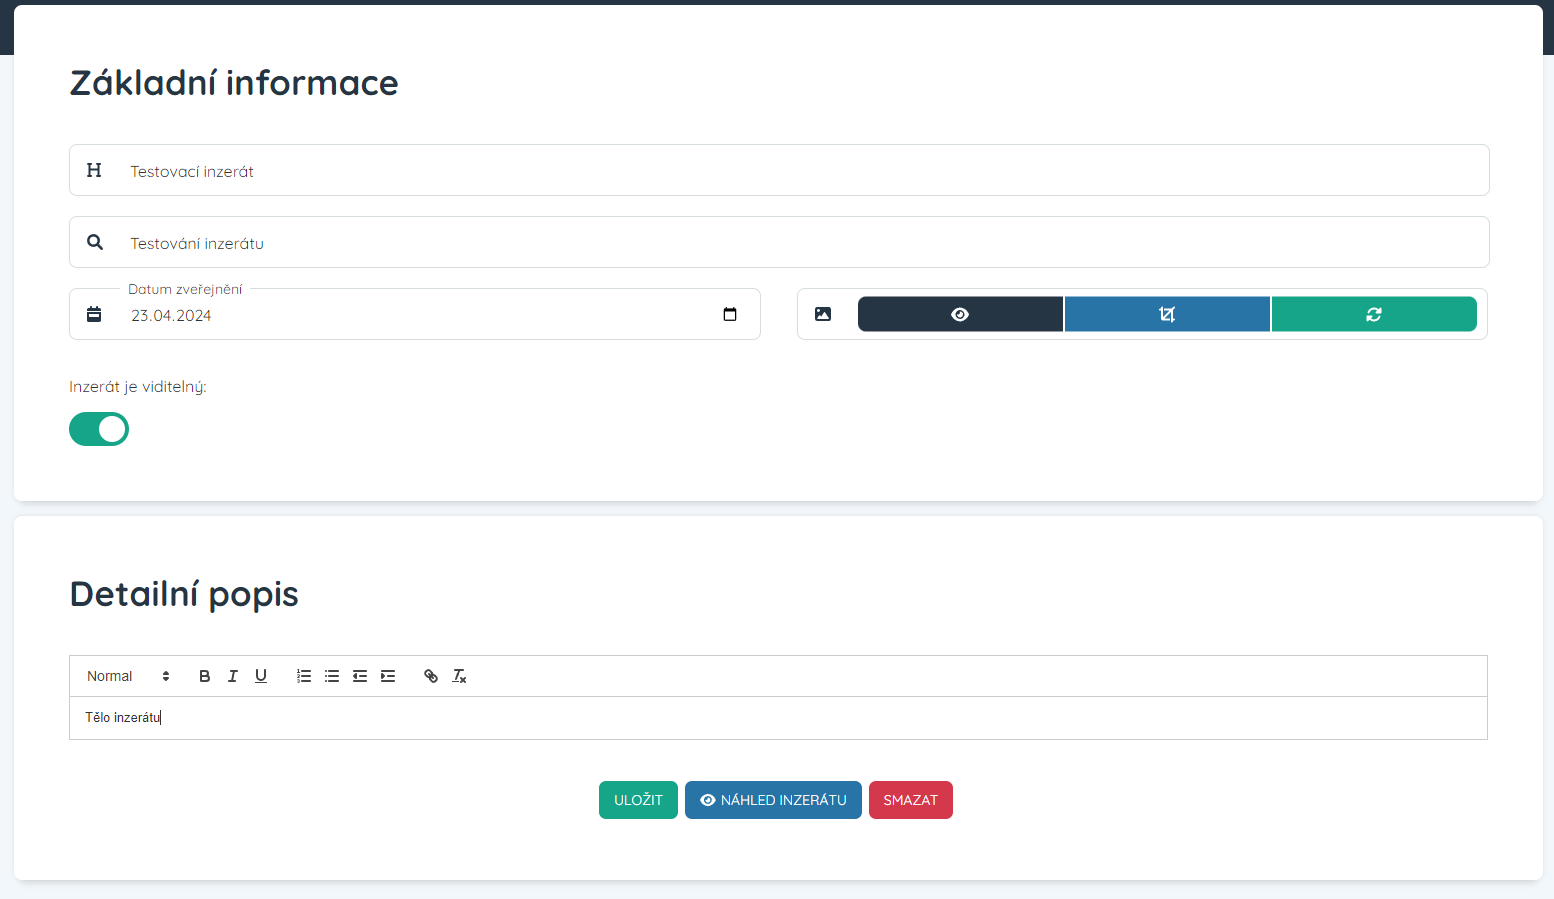 Základní informace
Testovací inzerát
Testování inzerátu
Datum zveřejnění
23.04.2024
Inzerát je viditelný:
Detailní popis
Normal
Tělo inzerátu
ULOŽIT NÁHLED INZERÁTU SMAZAT